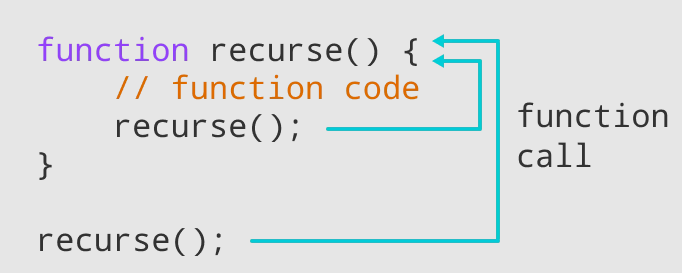 function recurse() {
// function code
recurse();
}
recurse();
function
call